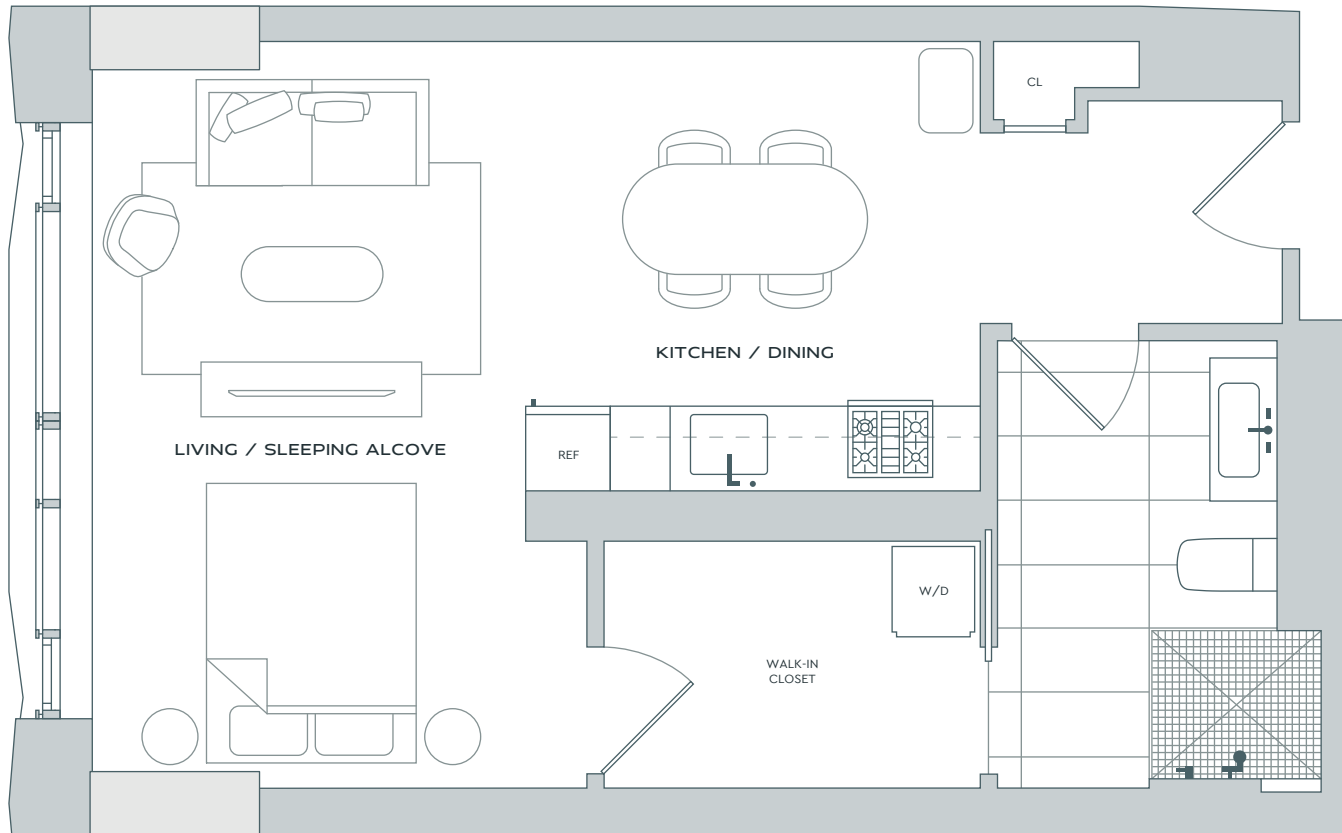 CL
KITCHEN / DINING
LIVING / SLEEPING ALCOVE
REF
W/D
WALK-IN
CLOSET